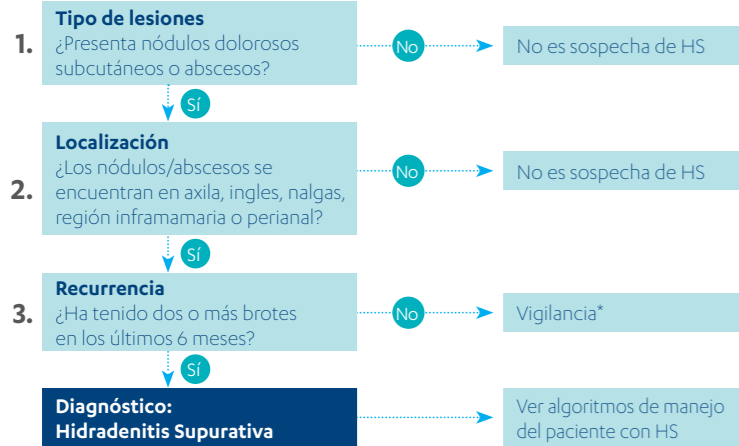 1.
Tipo de lesiones
¿Presenta nódulos dolorosos
subcutáneos o abscesos?
No
No es sospecha de HS
Sí
2.
Localización
¿Los nódulos/abscesos se
encuentran en axila, ingles, nalgas,
región inframamaria o perianal?
No
No es sospecha de HS
Sí
3.
Recurrencia
¿Ha tenido dos o más brotes
en los últimos 6 meses?
No
Vigilancia*
Sí
Diagnóstico:
Hidradenitis Supurativa
Ver algoritmos de manejo
del paciente con HS